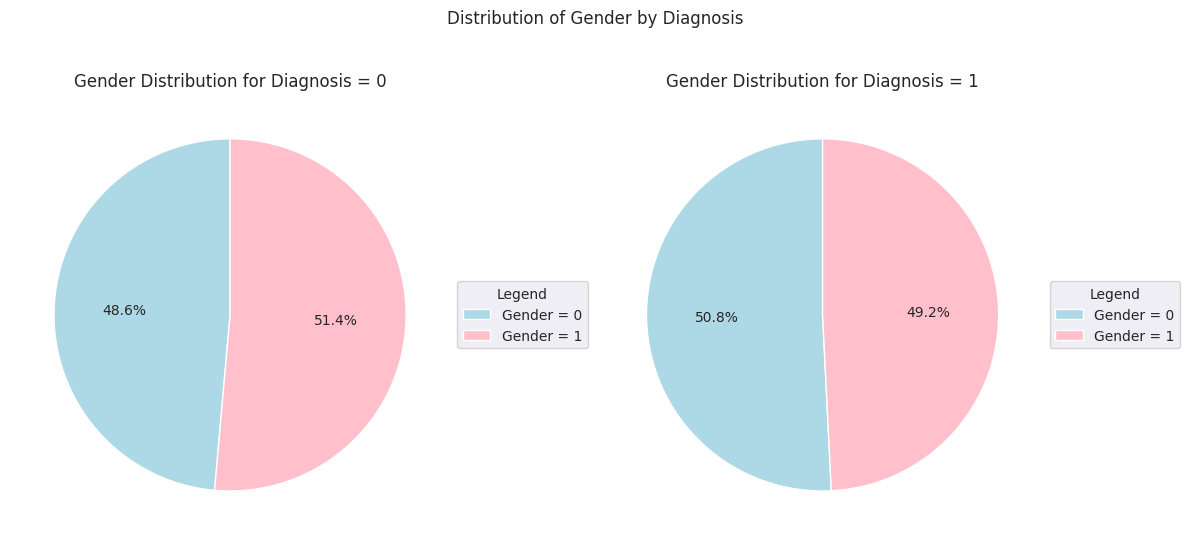 Distribution of Gender by Diagnosis
Gender Distribution for Diagnosis = 0
48.6%
51.4%
Legend
Gender = 0
Gender = 1
Gender Distribution for Diagnosis = 1
50.8%
49.2%
Legend
Gender = 0
Gender = 1